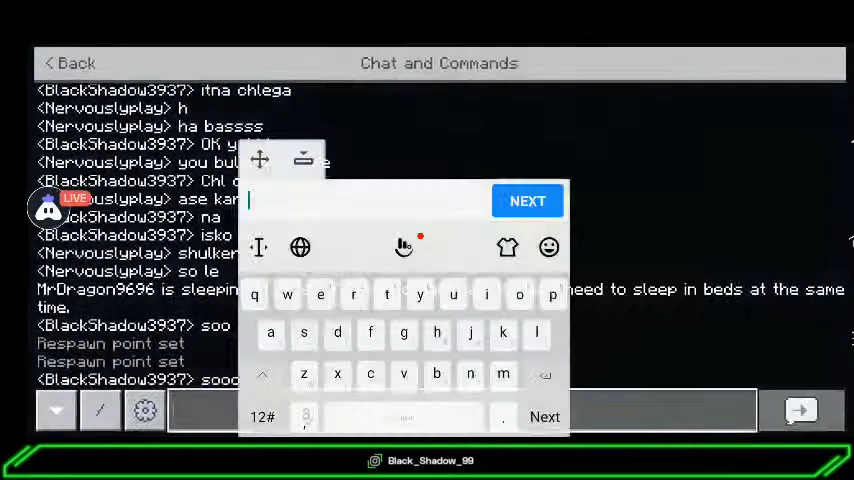 < Back
Chat and Commands
<BlackShadow3937> itna chlega
<Nervouslyplay> h
<Nervouslyplay> ha bassss
<BlackShadow3937> OK
<Nervouslyplay> you
<BlackShadow3937> Chl
LIVE
ouslyplay> ase kar
kShadow3937> na
<BlackShadow3937> isko
<Nervouslyplay> shulker
<Nervouslyplay> so le
MrDragon9696 is sleepin need to sleep in beds at the same
time.
<BlackShadow3937> soo
Respawn point set
Respawn point set
<BlackShadow3937> sooo
NEXT
q w e r t y u i o p
a s d f g h j k l
z x c v b n m
/
12# , . Next
Black_Shadow_99